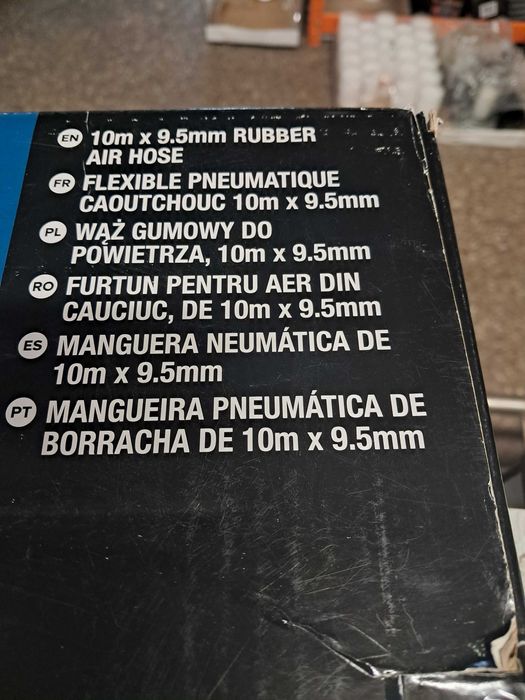 EN 10m x 9.5mm RUBBER
AIR HOSE
FR FLEXIBLE PNEUMATIQUE
CAOUTCHOUC 10m x 9.5mm
PL WĄŻ GUMOWY DO
POWIETRZA, 10m x 9.5mm
RO FURTUN PENTRU AER DIN
CAUCIUC, DE 10m x 9.5mm
ES MANGUERA NEUMÁTICA DE
10m x 9.5mm
PT MANGUEIRA PNEUMÁTICA DE
BORRACHA DE 10m x 9.5mm